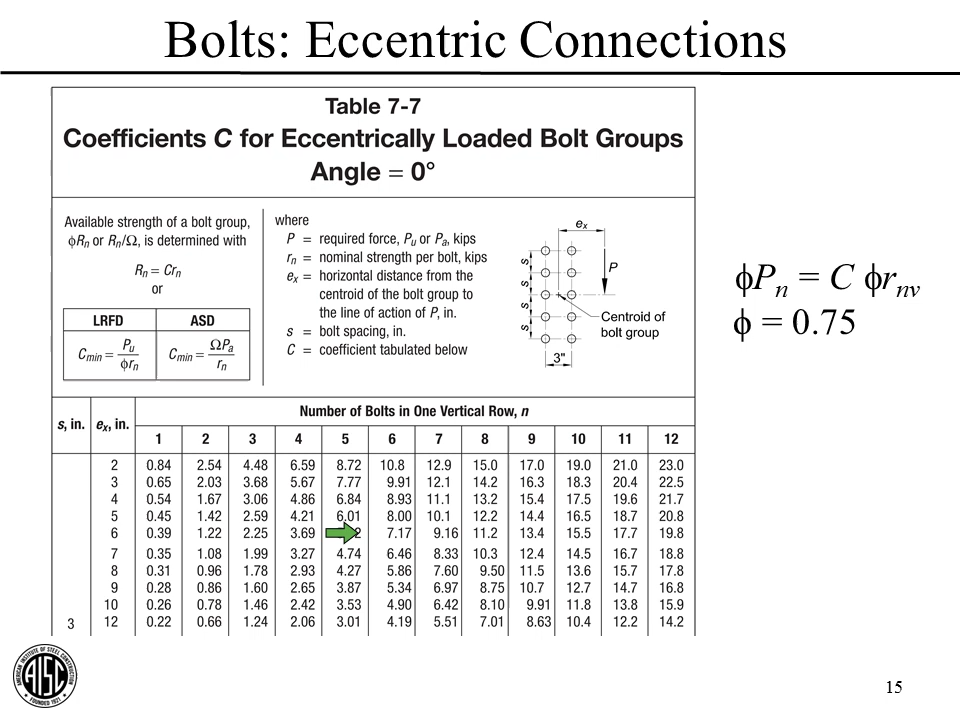 Bolts: Eccentric Connections
Table 7-7
Coefficients C for Eccentrically Loaded Bolt Groups
Angle = 0°
Available strength of a bolt group,
ϕRn or Rn/Ω, is determined with
Rn = Crn
or
LRFD ASD
Cmin = Pu / ϕrn Cmin = ΩPa / rn
where
P = required force, Pu or Pa, kips
rn = nominal strength per bolt, kips
ex = horizontal distance from the
centroid of the bolt group to
the line of action of P, in.
s = bolt spacing, in.
C = coefficient tabulated below
ex
P
s
s
s
s
Centroid of
bolt group
3"
ϕPn = C ϕrnv
ϕ = 0.75
s, in. ex, in. Number of Bolts in One Vertical Row, n
1 2 3 4 5 6 7 8 9 10 11 12
2 0.84 2.54 4.48 6.59 8.72 10.8 12.9 15.0 17.0 19.0 21.0 23.0
3 0.65 2.03 3.68 5.67 7.77 9.91 12.1 14.2 16.3 18.3 20.4 22.5
4 0.54 1.67 3.06 4.86 6.84 8.93 11.1 13.2 15.4 17.5 19.6 21.7
5 0.45 1.42 2.59 4.21 6.01 8.00 10.1 12.2 14.4 16.5 18.7 20.8
6 0.39 1.22 2.25 3.69 7.17 9.16 11.2 13.4 15.5 17.7 19.8
7 0.35 1.08 1.99 3.27 4.74 6.46 8.33 10.3 12.4 14.5 16.7 18.8
8 0.31 0.96 1.78 2.93 4.27 5.86 7.60 9.50 11.5 13.6 15.7 17.8
9 0.28 0.86 1.60 2.65 3.87 5.34 6.97 8.75 10.7 12.7 14.7 16.8
10 0.26 0.78 1.46 2.42 3.53 4.90 6.42 8.10 9.91 11.8 13.8 15.9
3 12 0.22 0.66 1.24 2.06 3.01 4.19 5.51 7.01 8.63 10.4 12.2 14.2
AMERICAN INSTITUTE OF STEEL CONSTRUCTION
AISC
FOUNDED 1921
15